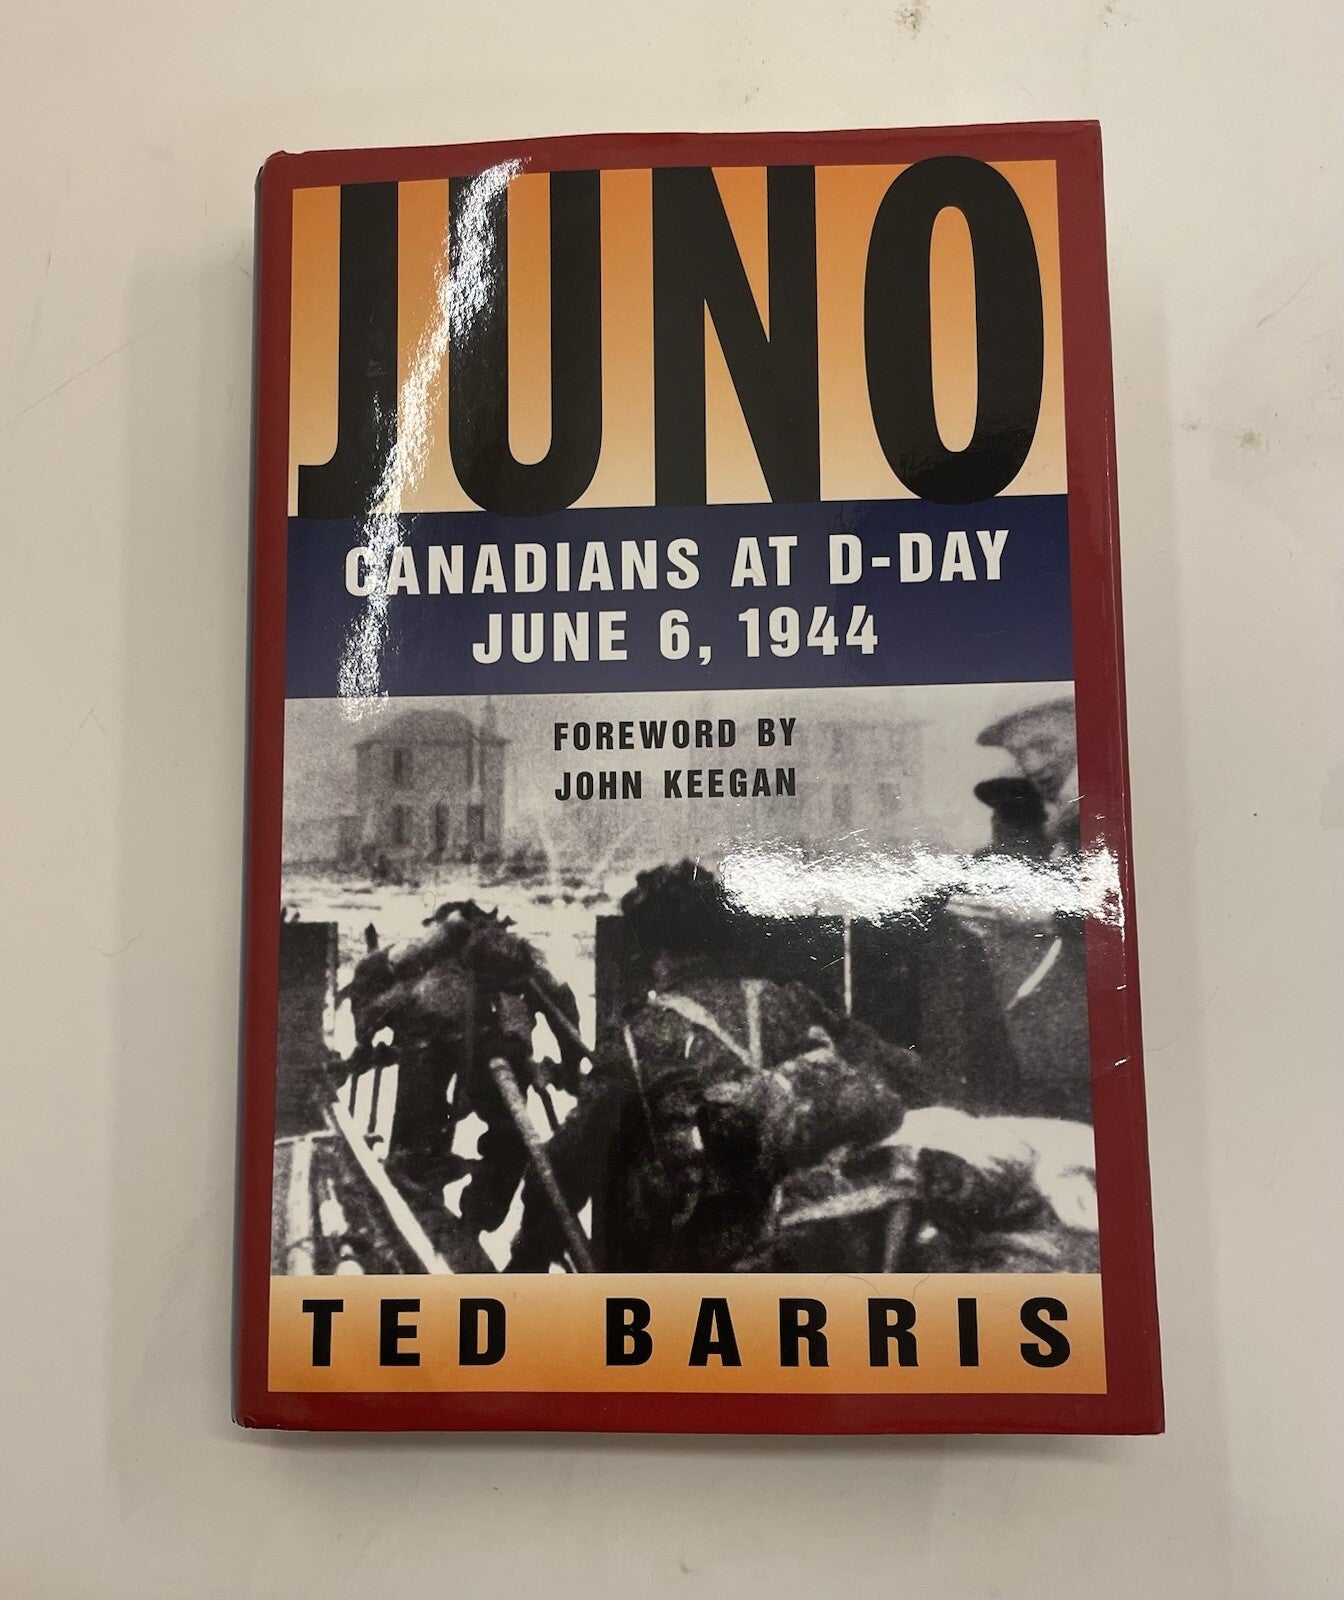 JUNO
CANADIANS AT D-DAY
JUNE 6, 1944
FOREWORD BY
JOHN KEEGAN
TED BARRIS